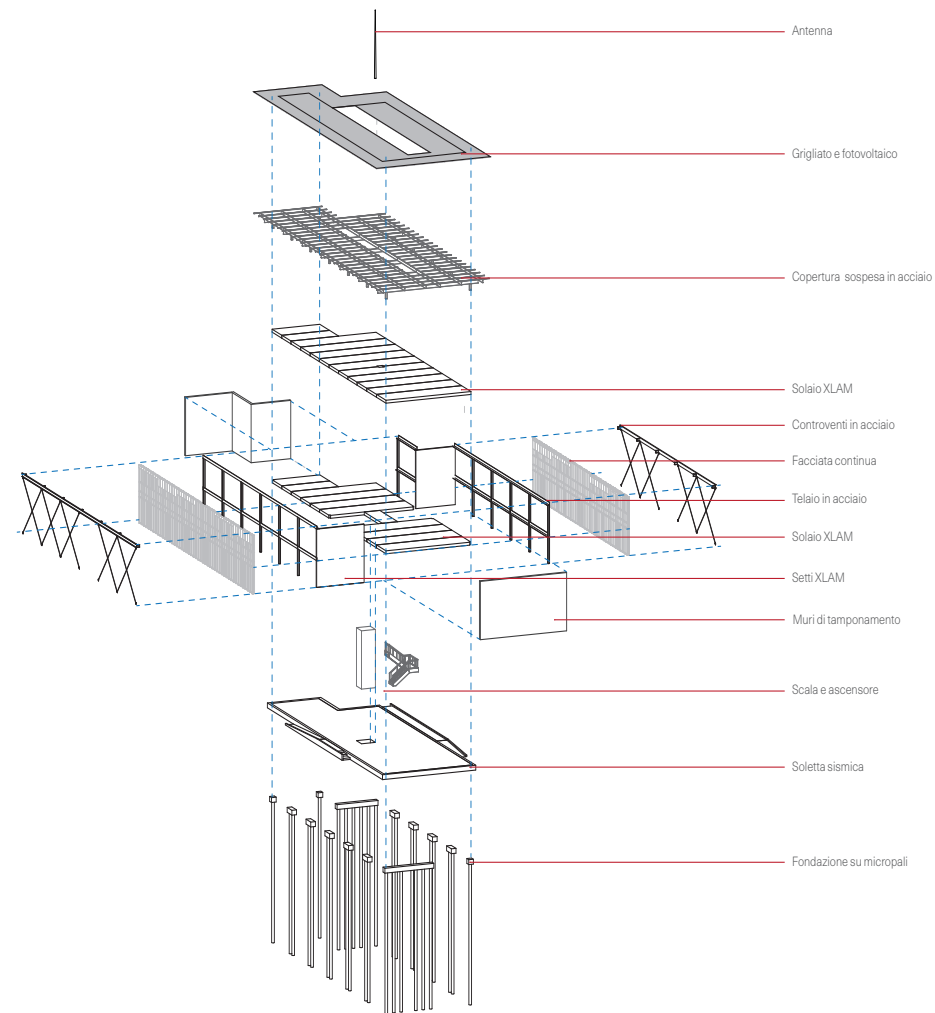 Antenna
Grigliato e fotovoltaico
Copertura sospesa in acciaio
Solaio XLAM
Controventi in acciaio
Facciata continua
Telaio in acciaio
Solaio XLAM
Setti XLAM
Muri di tamponamento
Scala e ascensore
Soletta sismica
Fondazione su micropali